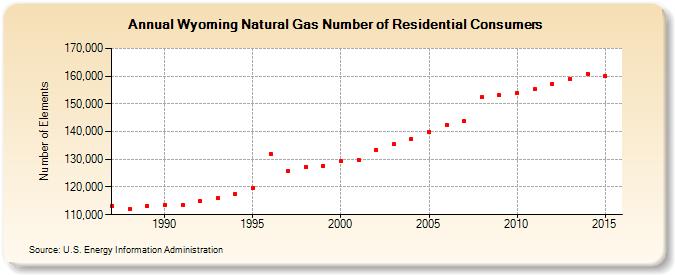 Annual Wyoming Natural Gas Number of Residential Consumers
Number of Elements
170,000
160,000
150,000
140,000
130,000
120,000
110,000
1990 1995 2000 2005 2010 2015
Source: U.S. Energy Information Administration